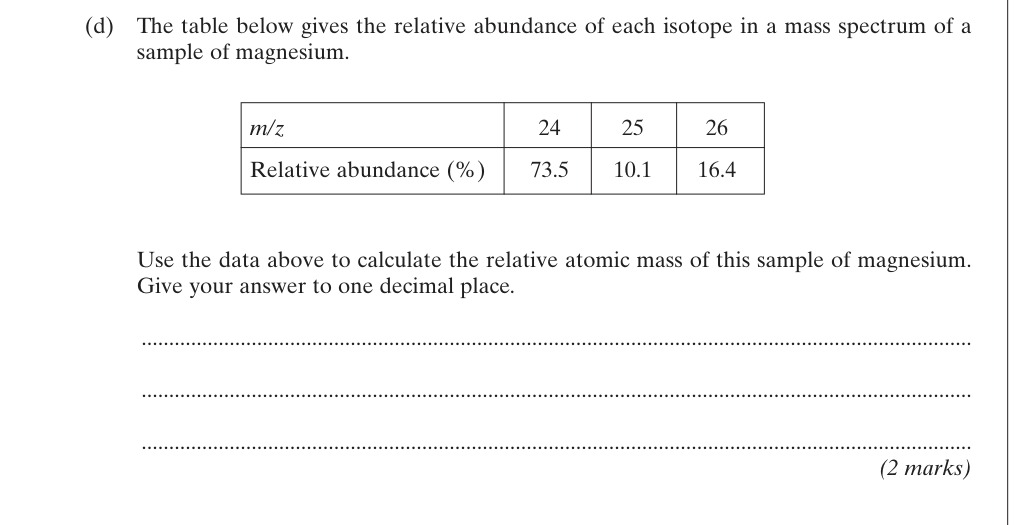 (d) The table below gives the relative abundance of each isotope in a mass spectrum of a
sample of magnesium.
m/z 24 25 26
Relative abundance (%) 73.5 10.1 16.4
Use the data above to calculate the relative atomic mass of this sample of magnesium.
Give your answer to one decimal place.
(2 marks)